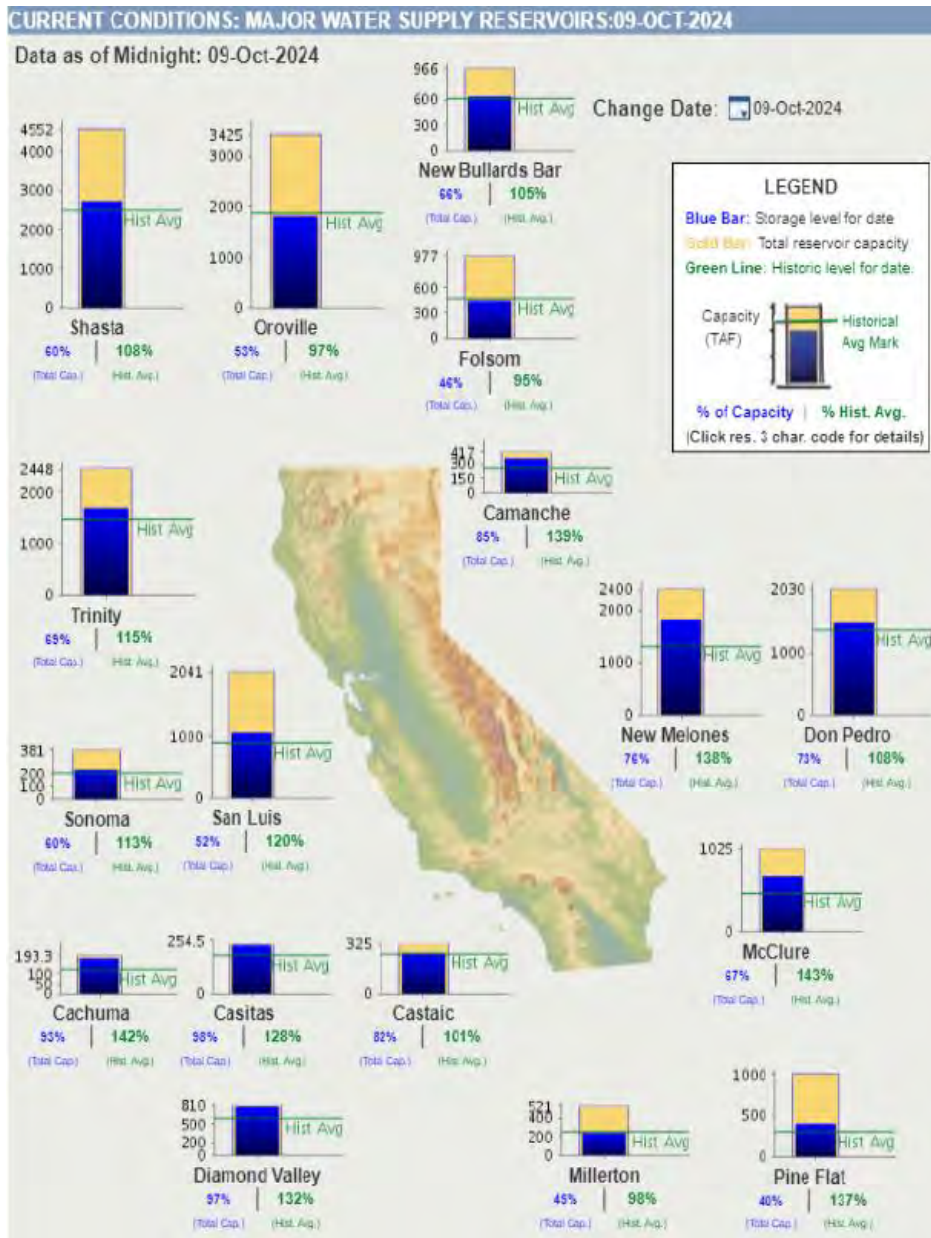 CURRENT CONDITIONS: MAJOR WATER SUPPLY RESERVOIRS:09-OCT-2024
Data as of Midnight: 09-Oct-2024
Change Date: 09-Oct-2024
4552
4000
3000
2000
1000
0
Hist Avg
Shasta
60% | 108%
(Total Cap.) (Hist. Avg.)
3425
3000
2000
1000
0
Hist Avg
Oroville
53% | 97%
(Total Cap.) (Hist. Avg.)
966
600
300
0
Hist Avg
New Bullards Bar
66% | 105%
(Total Cap.) (Hist. Avg.)
977
600
300
0
Hist Avg
Folsom
46% | 95%
(Total Cap.) (Hist. Avg.)
LEGEND
Blue Bar: Storage level for date
Gold Bar: Total reservoir capacity
Green Line: Historic level for date.
Capacity
(TAF)
Historical
Avg Mark
% of Capacity | % Hist. Avg.
(Click res. 3 char. code for details)
2448
2000
1000
0
Hist Avg
Trinity
69% | 115%
(Total Cap.) (Hist. Avg.)
417
300
150
0
Hist Avg
Camanche
85% | 139%
(Total Cap.) (Hist. Avg.)
2400
2000
1000
0
Hist Avg
New Melones
76% | 138%
(Total Cap.) (Hist. Avg.)
2030
1000
0
Hist Avg
Don Pedro
73% | 108%
(Total Cap.) (Hist. Avg.)
381
200
100
0
Hist Avg
Sonoma
60% | 113%
(Total Cap.) (Hist. Avg.)
2041
1000
0
Hist Avg
San Luis
52% | 120%
(Total Cap.) (Hist. Avg.)
1025
0
Hist Avg
McClure
67% | 143%
(Total Cap.) (Hist. Avg.)
193.3
100
50
0
Hist Avg
Cachuma
93% | 142%
(Total Cap.) (Hist. Avg.)
254.5
0
Hist Avg
Casitas
98% | 128%
(Total Cap.) (Hist. Avg.)
325
0
Hist Avg
Castaic
82% | 101%
(Total Cap.) (Hist. Avg.)
810
500
200
0
Hist Avg
Diamond Valley
97% | 132%
(Total Cap.) (Hist. Avg.)
521
400
200
0
Hist Avg
Millerton
45% | 98%
(Total Cap.) (Hist. Avg.)
1000
500
0
Hist Avg
Pine Flat
40% | 137%
(Total Cap.) (Hist. Avg.)